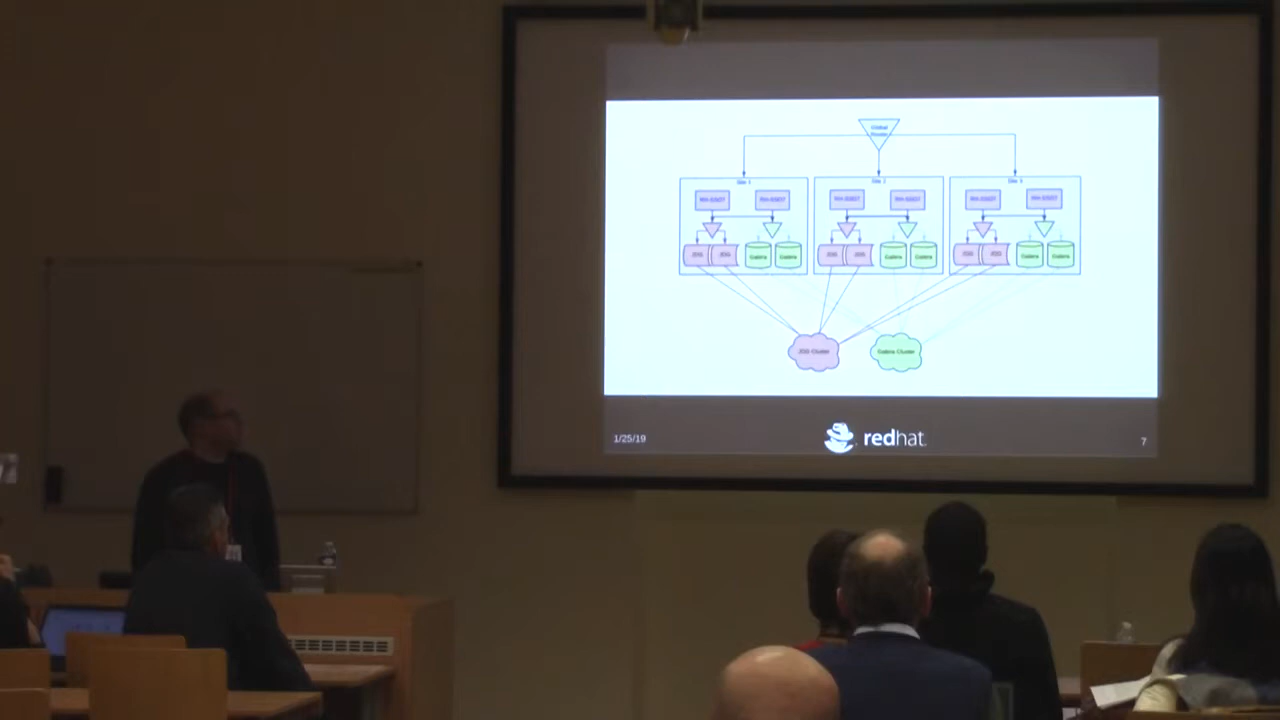 Global
Router
Site 1
Site 2
Site 3
RH-SSO7
RH-SSO7
RH-SSO7
RH-SSO7
RH-SSO7
RH-SSO7
JDG
JDG
Galera
Galera
JDG
JDG
Galera
Galera
JDG
JDG
Galera
Galera
JDG Cluster
Galera Cluster
1/25/19
redhat.
7